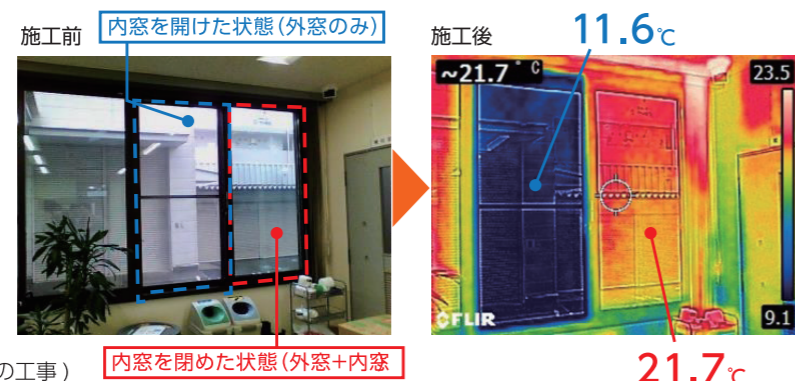 施工前
内窓を開けた状態(外窓のみ)
施工後
11.6℃
~21.7°C
23.5
9.1
FLIR
の工事)
内窓を閉めた状態(外窓+内窓
21.7℃